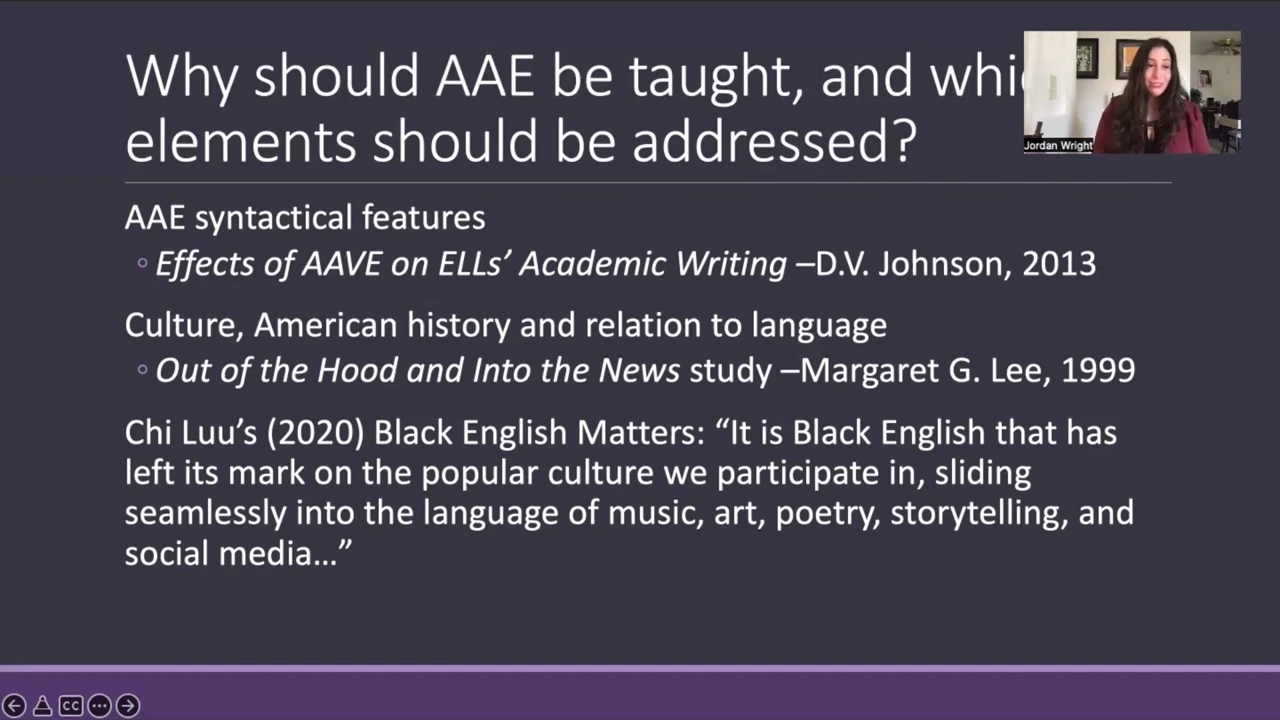 Why should AAE be taught, and
elements should be addressed?
Jordan Wright
AAE syntactical features
Effects of AAVE on ELLs’ Academic Writing –D.V. Johnson, 2013
Culture, American history and relation to language
Out of the Hood and Into the News study –Margaret G. Lee, 1999
Chi Luu’s (2020) Black English Matters: “It is Black English that has
left its mark on the popular culture we participate in, sliding
seamlessly into the language of music, art, poetry, storytelling, and
social media…”
CC